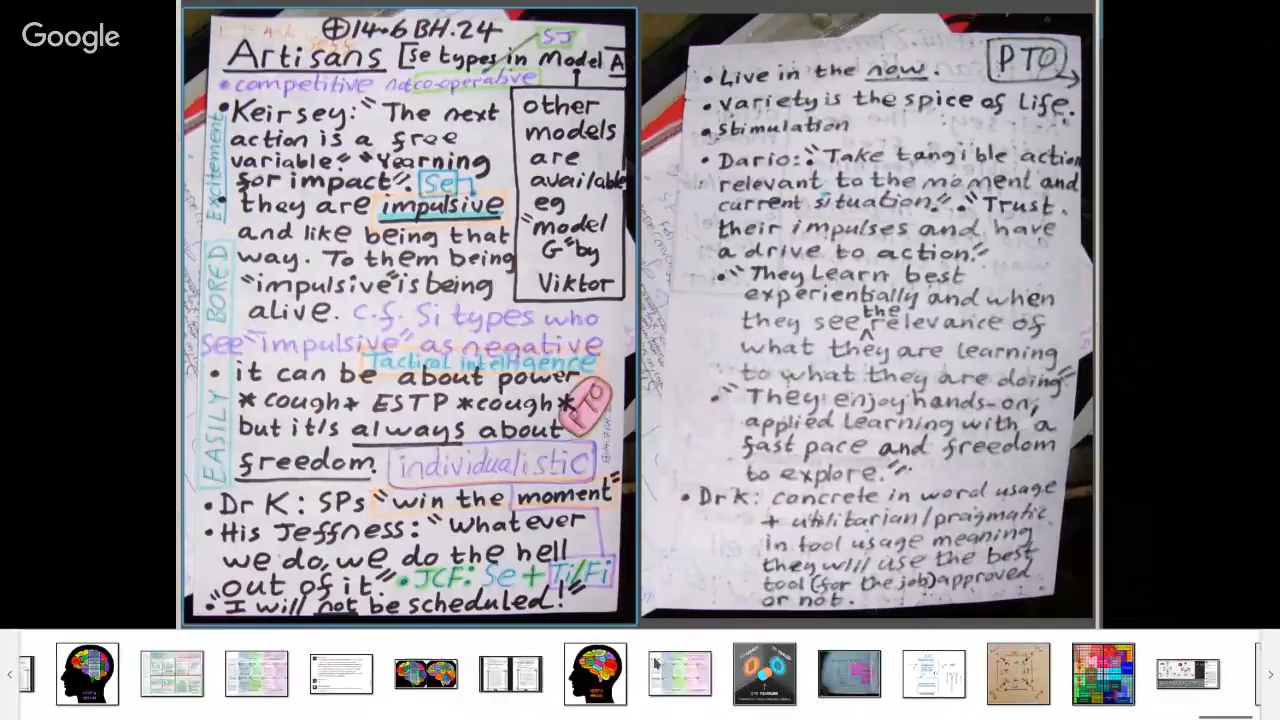 Google
⊕14.6 BH.24
SJ
Artisans [Se types in Model A
• competitive not co-operative
• Keirsey: "The next
action is a free
variable". "Yearning
for impact".
Se
• they are impulsive
and like being that
way. To them being
"impulsive" is being
alive. C.f. Si types who
see "impulsive" as negative
Tactical intelligence
• it can be about power
*cough* ESTP *cough*
but it's always about
freedom.
individualistic
• Dr K: SPs "win the moment"
• His Jeffness: "Whatever
we do, we do the hell
out of it."
• JCF: Se + Ti/Fi
• "I will not be scheduled!"
Excitement
EASILY BORED
PTO
other
models
are
available
eg
"model
G" by
Viktor
PTO
• Live in the now.
• variety is the spice of life.
• stimulation
• Dario: "Take tangible action
relevant to the moment and
current situation". "Trust
their impulses and have
a drive to action."
• "They Learn best
experientially and when
they see the relevance of
what they are learning
to what they are doing"
• "They enjoy hands-on,
applied learning with a
fast pace and freedom
to explore."
• Dr K: concrete in word usage
+ utilitarian/pragmatic
in tool usage meaning
they will use the best
tool (for the job) approved
or not.